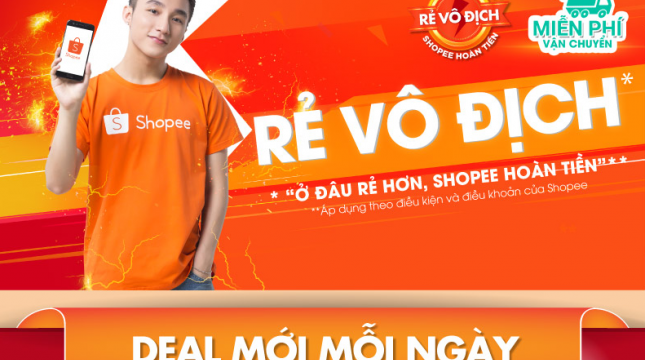 RẺ VÔ ĐỊCH
SHOPEE HOÀN TIỀN
MIỄN PHÍ
VẬN CHUYỂN
Shopee
S Shopee
RẺ VÔ ĐỊCH*
* “Ở ĐÂU RẺ HƠN, SHOPEE HOÀN TIỀN”**
**Áp dụng theo điều kiện và điều khoản của Shopee
DEAL MỚI MỖI NGÀY